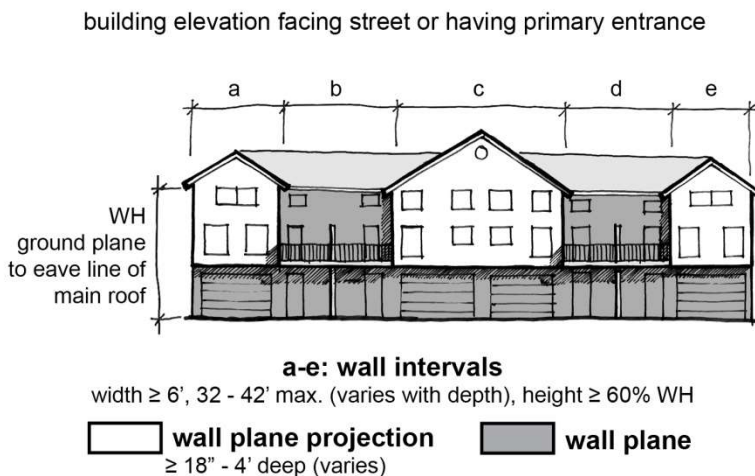 building elevation facing street or having primary entrance
a b c d e
WH
ground plane
to eave line of
main roof
a-e: wall intervals
width ≥ 6’, 32 - 42’ max. (varies with depth), height ≥ 60% WH
wall plane projection wall plane
≥ 18” - 4’ deep (varies)